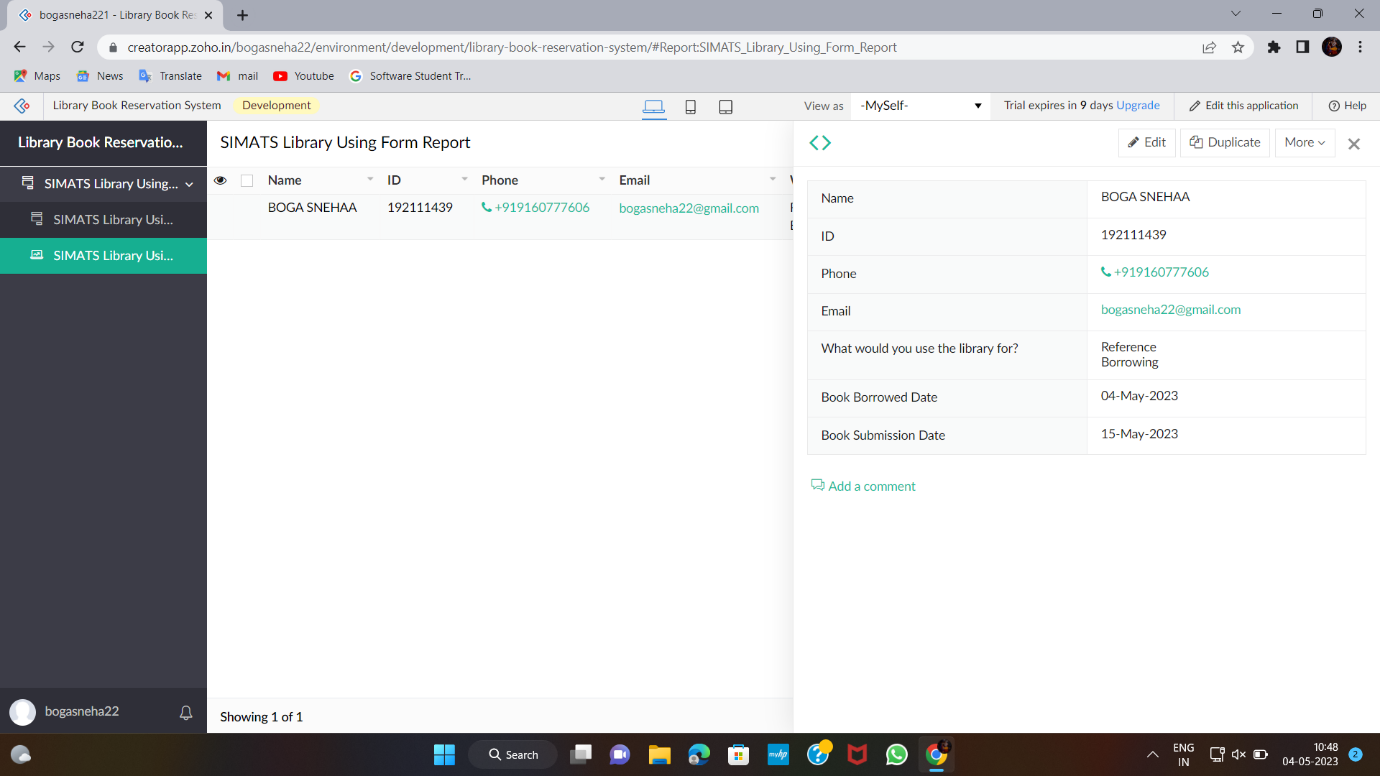 bogasneha221 - Library Book Res
creatorapp.zoho.in/bogasneha22/environment/development/library-book-reservation-system/#Report:SIMATS_Library_Using_Form_Report
Maps News Translate mail Youtube Software Student Tr...
Library Book Reservation System Development View as -MySelf- Trial expires in 9 days Upgrade Edit this application Help
Library Book Reservatio...
SIMATS Library Using...
SIMATS Library Usi...
SIMATS Library Usi...
bogasneha22
SIMATS Library Using Form Report
Name ID Phone Email
BOGA SNEHAA 192111439 +919160777606 bogasneha22@gmail.com
Showing 1 of 1
Edit Duplicate More
Name BOGA SNEHAA
ID 192111439
Phone +919160777606
Email bogasneha22@gmail.com
What would you use the library for? Reference
Borrowing
Book Borrowed Date 04-May-2023
Book Submission Date 15-May-2023
Add a comment
Search
myhp
ENG
IN
10:48
04-05-2023
2